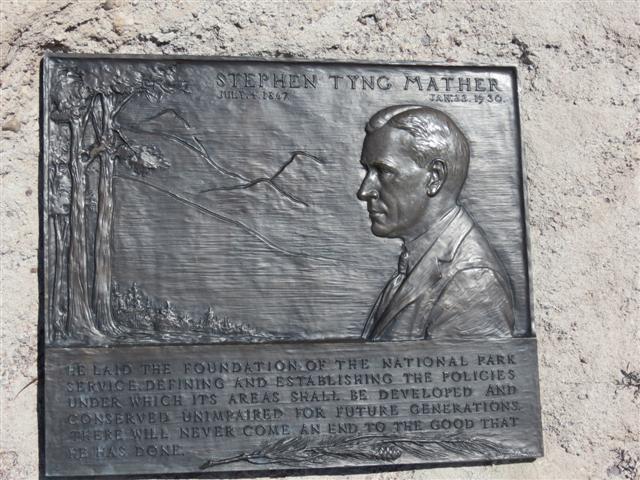 STEPHEN TYNG MATHER
JULY. 4. 1867. JAN. 22. 1930.
HE LAID THE FOUNDATION OF THE NATIONAL PARK
SERVICE. DEFINING AND ESTABLISHING THE POLICIES
UNDER WHICH ITS AREAS SHALL BE DEVELOPED AND
CONSERVED UNIMPAIRED FOR FUTURE GENERATIONS.
THERE WILL NEVER COME AN END TO THE GOOD THAT
HE HAS DONE.